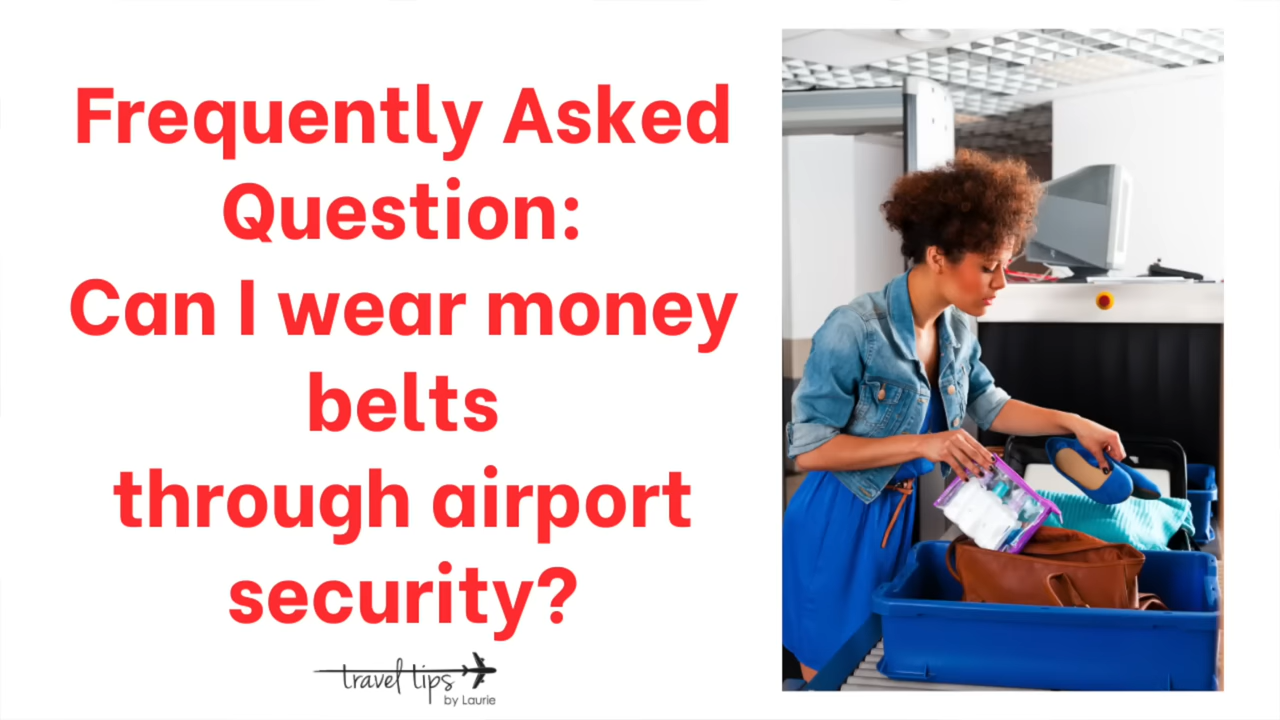 Frequently Asked
Question:
Can I wear money
belts
through airport
security?
travel tips
by Laurie